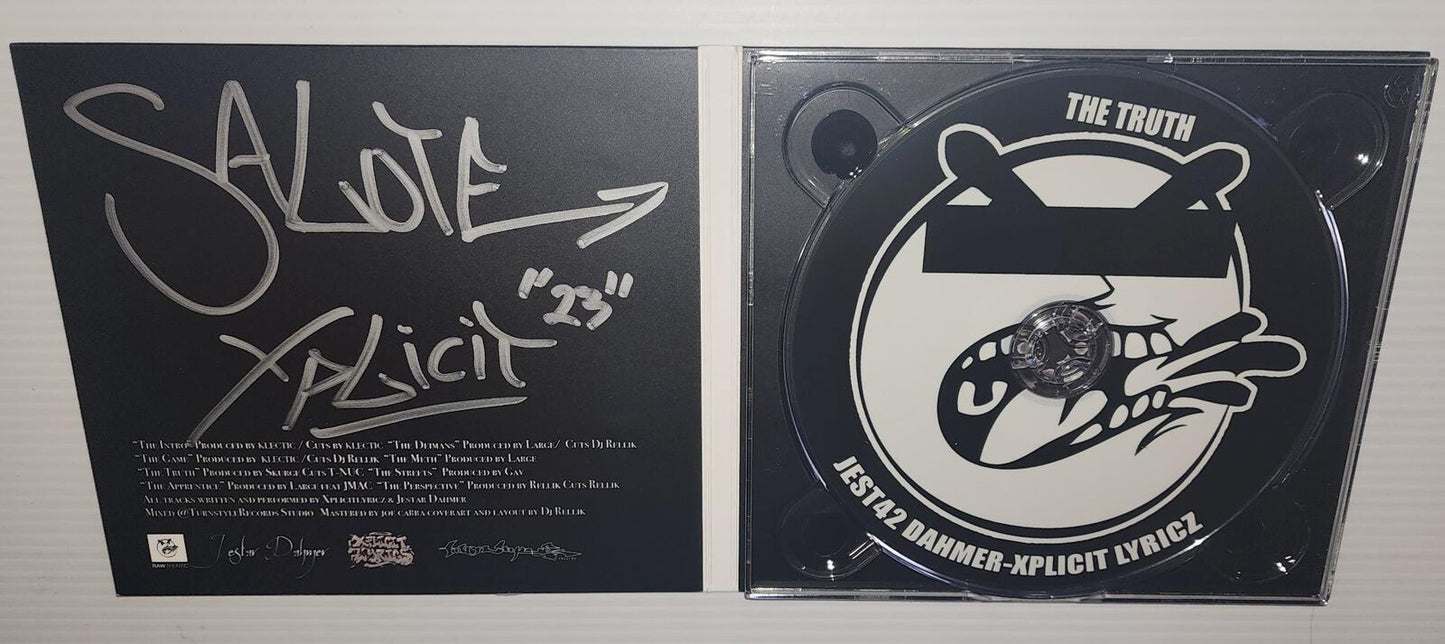 SALUTE
"23"
XPLiCiT
"The Intro" Produced by klectic / Cuts by klectic "The Demans" Produced by Large/ Cuts Dj Rellik
"The Game" Produced by klectic /Cuts Dj Rellik "The Meth" Produced by Large
"The Truth" Produced by Skurge Cuts T-NUC "The Streets" Produced by Gav
"The Apprentice" Produced by Large feat JMAC "The Perspective" Produced by Rellik Cuts Rellik
All tracks written and performed by Xplicitlyricz & Jestar Dahmer
Mixed @TurnstyleRecords Studio Mastered by joe carra coverart and layout by Dj Rellik
Jestar Dahmer
XPLICIT LYRICS
THE TRUTH
JEST42 DAHMER-XPLICIT LYRICZ